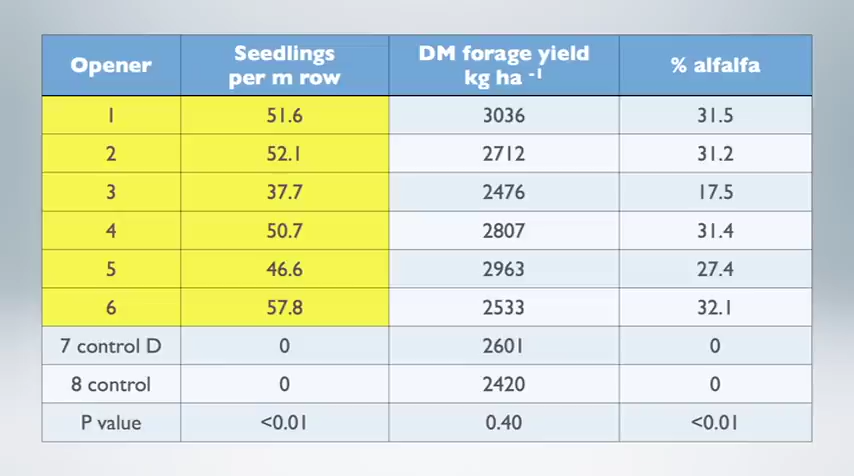 Opener Seedlings per m row DM forage yield kg ha -1 % alfalfa
1 51.6 3036 31.5
2 52.1 2712 31.2
3 37.7 2476 17.5
4 50.7 2807 31.4
5 46.6 2963 27.4
6 57.8 2533 32.1
7 control D 0 2601 0
8 control 0 2420 0
P value <0.01 0.40 <0.01